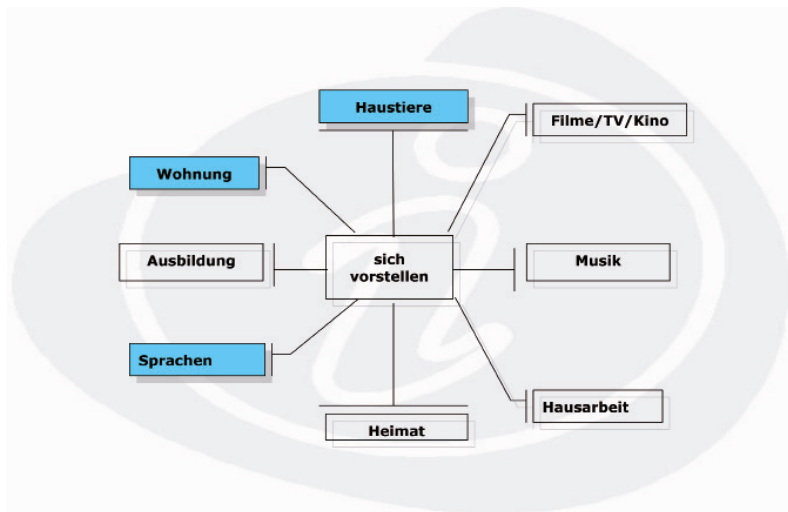 Haustiere
Filme/TV/Kino
Wohnung
Ausbildung
sich
vorstellen
Musik
Sprachen
Hausarbeit
Heimat